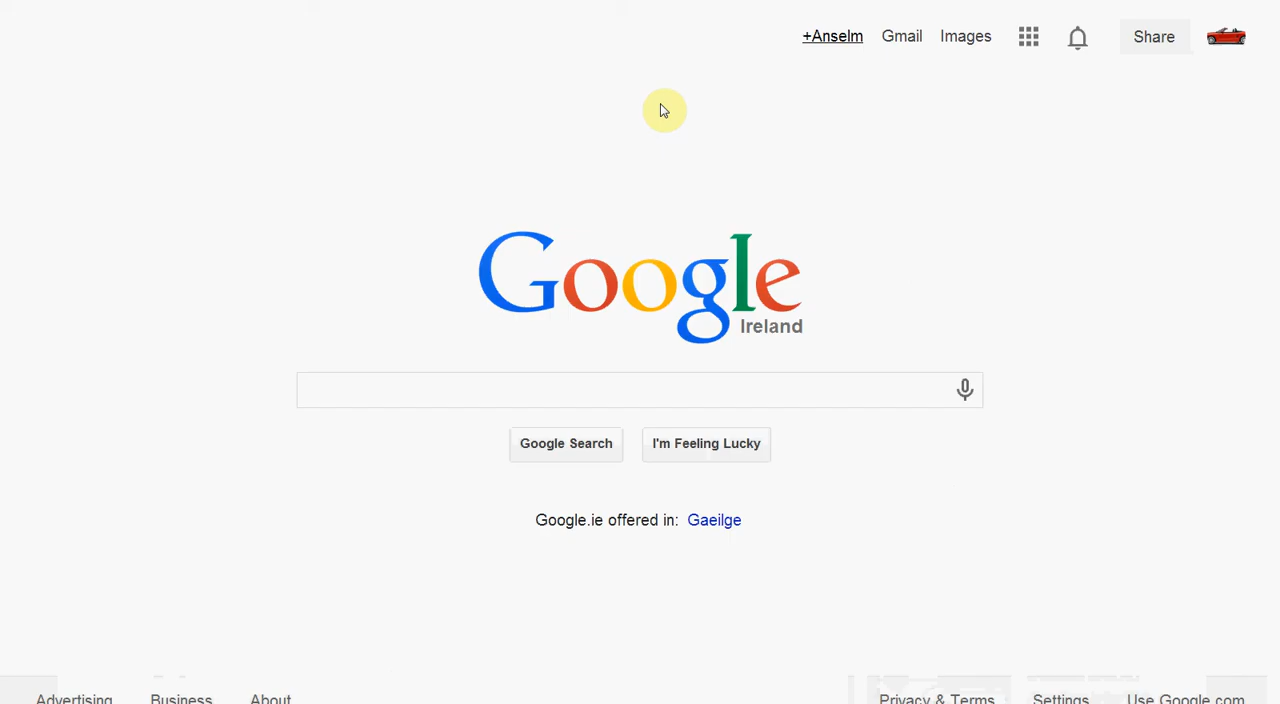 +Anselm Gmail Images Share
Google
Ireland
Google Search I'm Feeling Lucky
Google.ie offered in: Gaeilge
Advertising Business About Privacy & Terms Settings Use Google.com